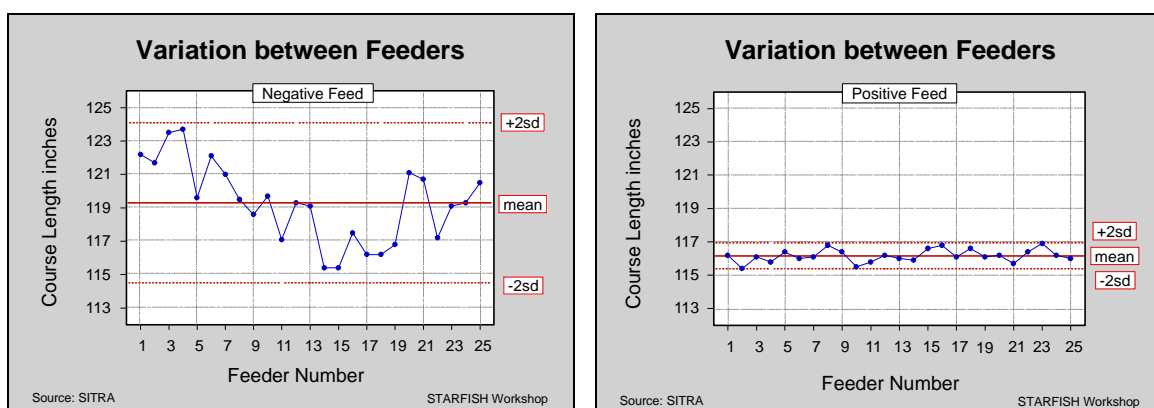 Variation between Feeders
Negative Feed
125
123
121
119
117
115
113
+2sd
mean
-2sd
Course Length inches
1 3 5 7 9 11 13 15 17 19 21 23 25
Feeder Number
Source: SITRA
STARFISH Workshop
Variation between Feeders
Positive Feed
125
123
121
119
117
115
113
+2sd
mean
-2sd
Course Length inches
1 3 5 7 9 11 13 15 17 19 21 23 25
Feeder Number
Source: SITRA
STARFISH Workshop